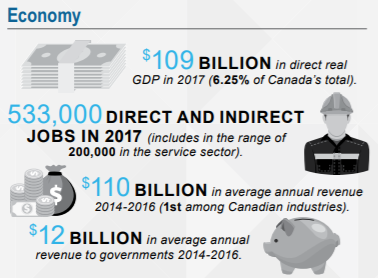 Economy
$109 BILLION in direct real
GDP in 2017 (6.25% of Canada's total).
533,000 DIRECT AND INDIRECT
JOBS IN 2017 (includes in the range of
200,000 in the service sector).
$110 BILLION in average annual revenue
2014-2016 (1st among Canadian industries).
$12 BILLION in average annual
revenue to governments 2014-2016.
$